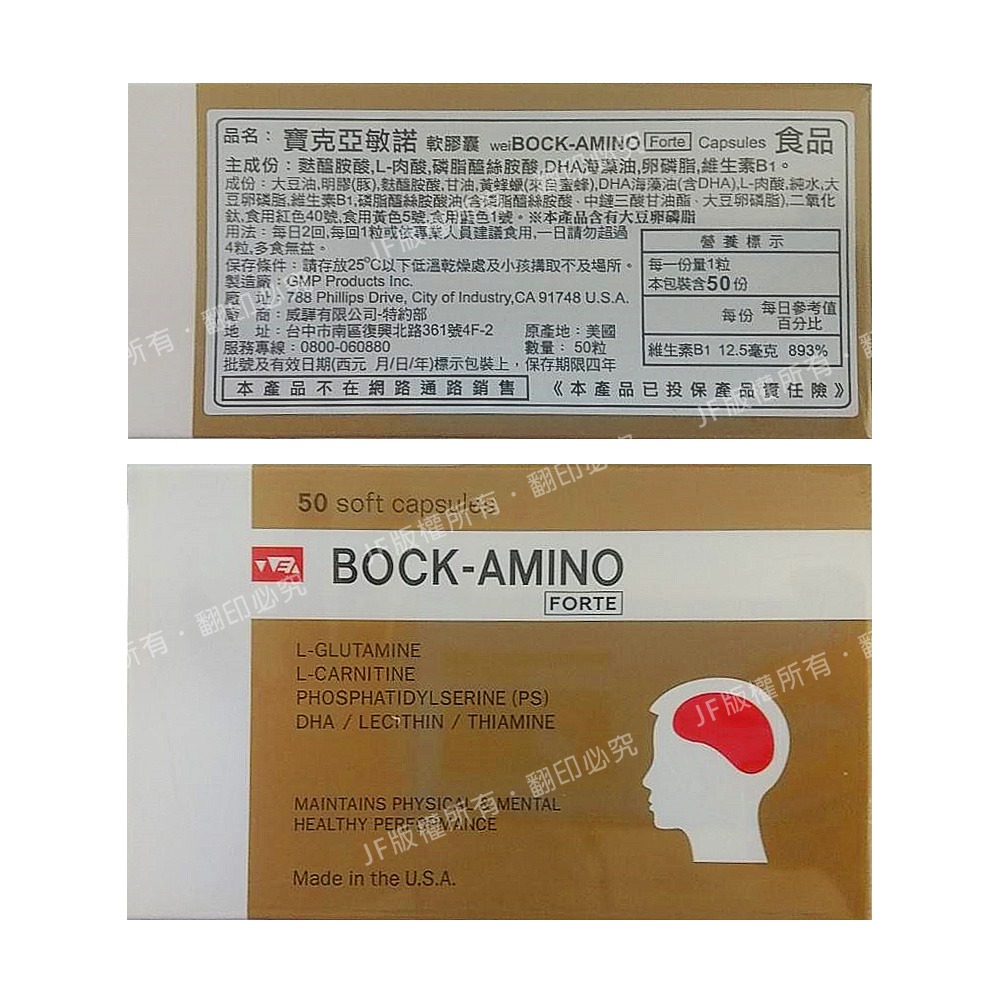 品名： 寶克亞敏諾 軟膠囊 weiBOCK-AMINO Forte Capsules 食品
主成份：麩醯胺酸,L-肉酸,磷脂醯絲胺酸,DHA海藻油,卵磷脂,維生素B1。
成份：大豆油,明膠(豚),麩醯胺酸,甘油,黃蜂蠟(來自蜜蜂),DHA海藻油(含DHA),L-肉酸,純水,大
豆卵磷脂,維生素B1,磷脂醯絲胺酸油(含磷脂醯絲胺酸、中鏈三酸甘油酯、大豆卵磷脂),二氧化
鈦,食用紅色40號,食用黃色5號,食用藍色1號。※本產品含有大豆卵磷脂
用法：每日2回,每回1粒或依專業人員建議食用,一日請勿超過
4粒,多食無益。
保存條件：請存放25°C以下低溫乾燥處及小孩搆取不及場所。
製造廠：GMP Products Inc.
廠　址：788 Phillips Drive, City of Industry,CA 91748 U.S.A.
廠　商：威驛有限公司-特約部
地　址：台中市南區復興北路361號4F-2　原產地：美國
服務專線：0800-060880　數量：50粒
批號及有效日期(西元 月/日/年)標示包裝上，保存期限四年
營養標示
每一份量1粒
本包裝含50份
每份 每日參考值
百分比
維生素B1 12.5毫克 893%
本產品不在網路通路銷售 《本產品已投保產品責任險》
50 soft capsules
WEI BOCK-AMINO
FORTE
L-GLUTAMINE
L-CARNITINE
PHOSPHATIDYLSERINE (PS)
DHA / LECITHIN / THIAMINE
MAINTAINS PHYSICAL & MENTAL
HEALTHY PERFORMANCE
Made in the U.S.A.
JF版權所有・翻印必究